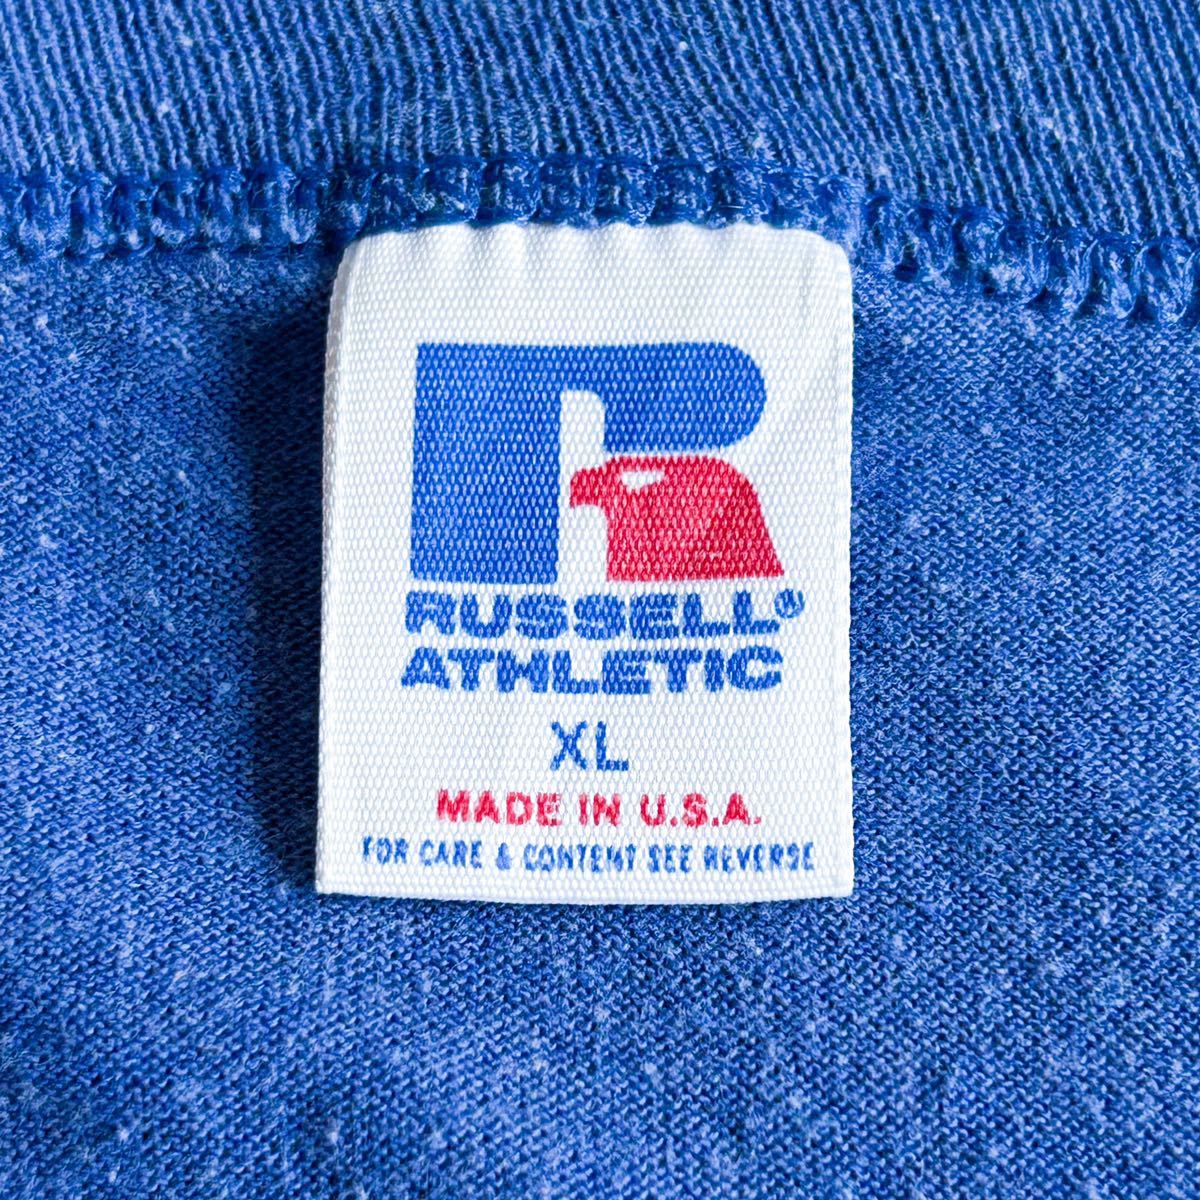 R
RUSSELL®
ATHLETIC
XL
MADE IN U.S.A.
FOR CARE & CONTENT SEE REVERSE